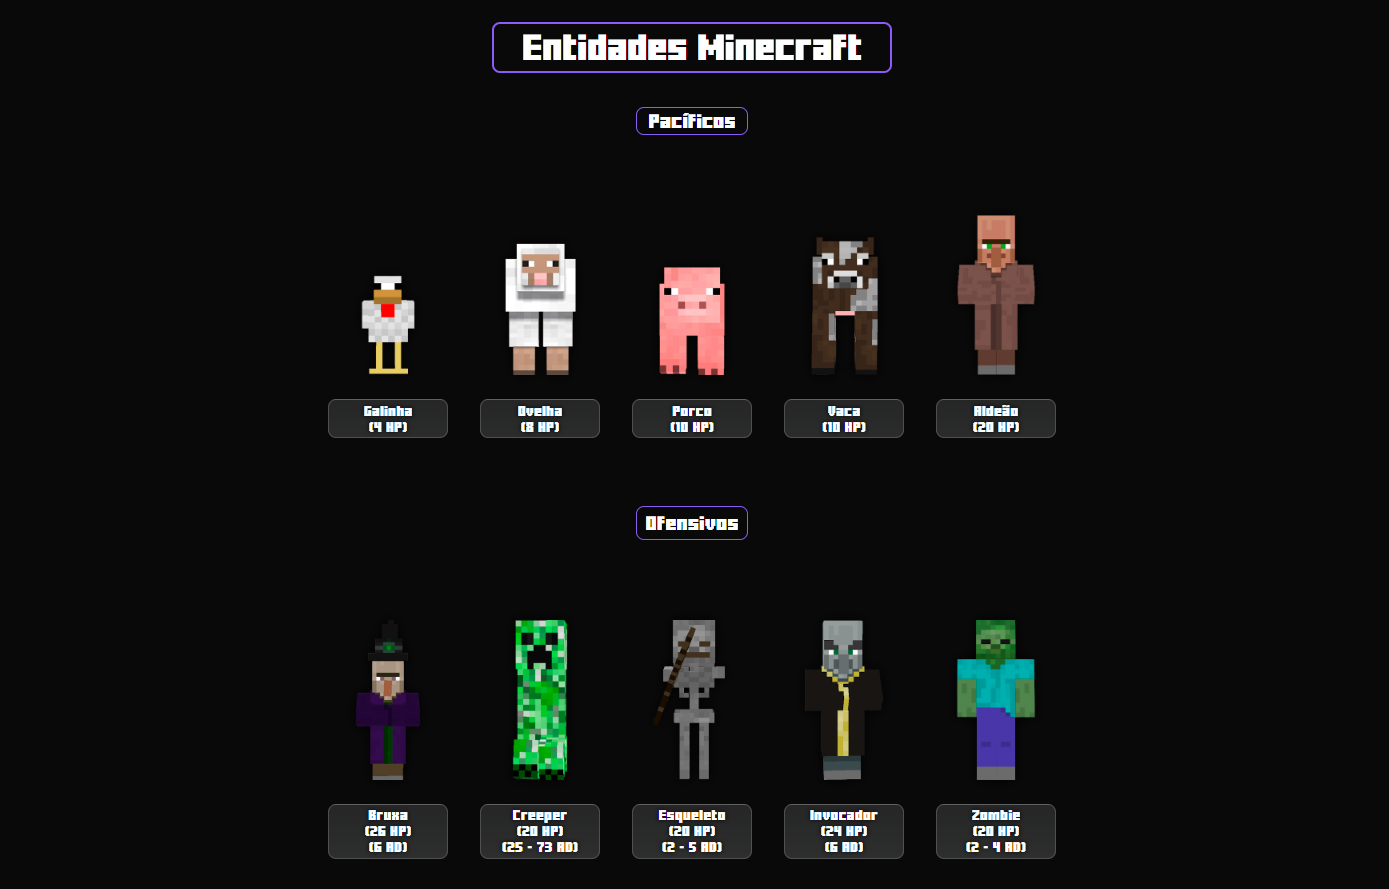 Entidades Minecraft
Pacíficos
Galinha
(4 HP)
Ovelha
(8 HP)
Porco
(10 HP)
Vaca
(10 HP)
Aldeão
(20 HP)
Ofensivos
Bruxa
(26 HP)
(6 AD)
Creeper
(20 HP)
(25 - 73 AD)
Esqueleto
(20 HP)
(2 - 5 AD)
Invocador
(24 HP)
(6 AD)
Zombie
(20 HP)
(2 - 4 AD)